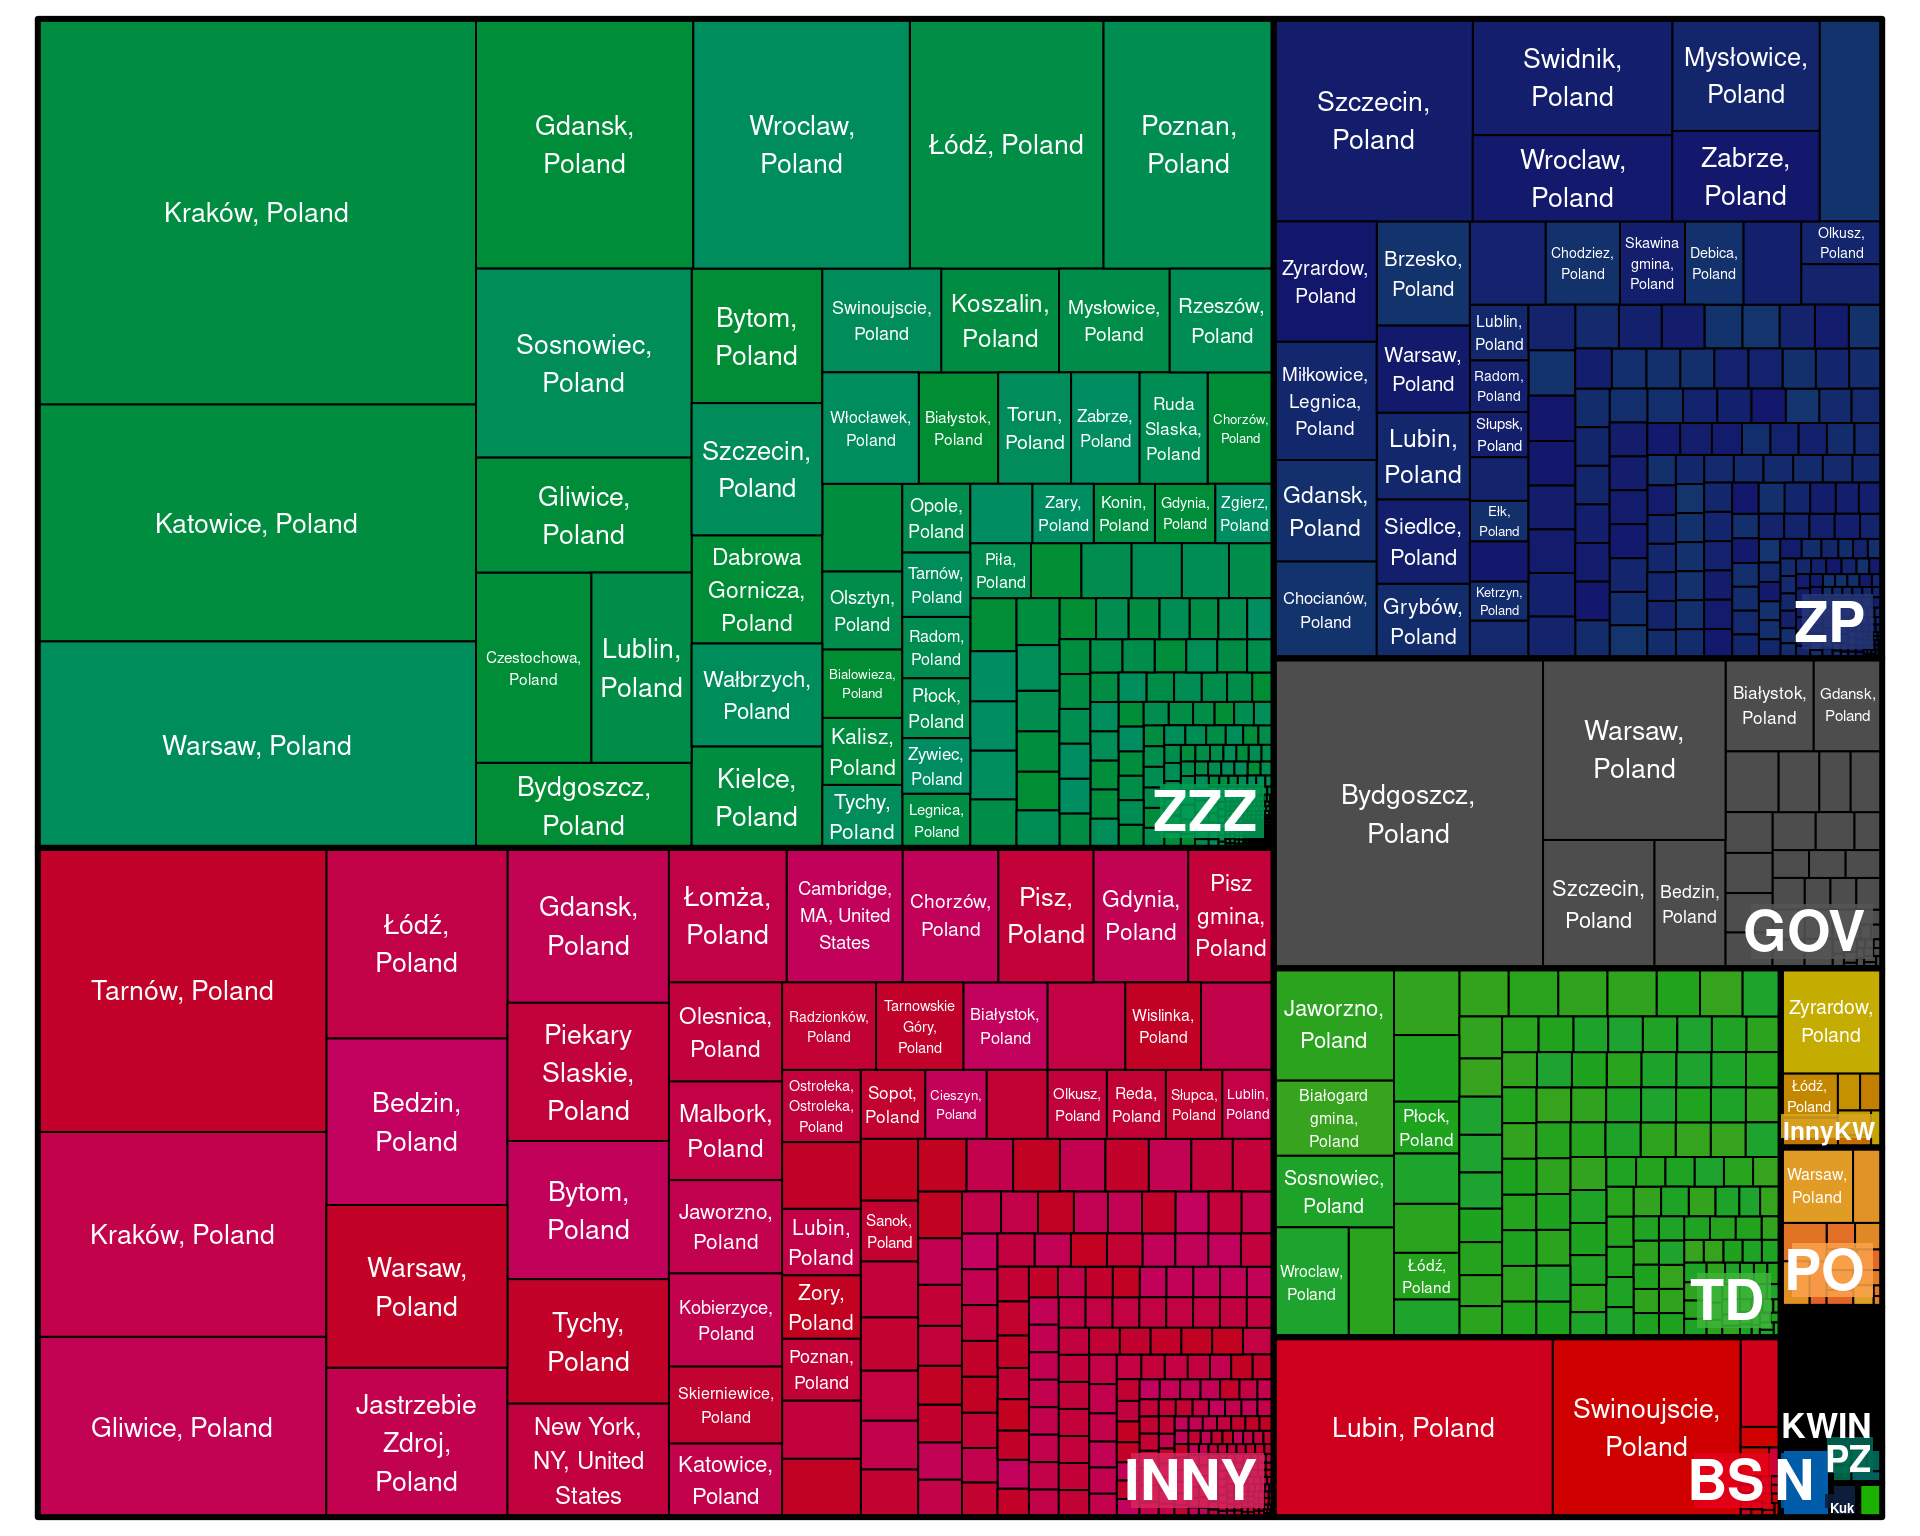 Kraków, Poland
Katowice, Poland
Warsaw, Poland
Gdansk,
Poland
Wroclaw,
Poland
Łódź, Poland
Poznan,
Poland
Sosnowiec,
Poland
Gliwice,
Poland
Czestochowa,
Poland
Lublin,
Poland
Bydgoszcz,
Poland
Bytom,
Poland
Szczecin,
Poland
Dabrowa
Gornicza,
Poland
Wałbrzych,
Poland
Kielce,
Poland
Swinoujscie,
Poland
Koszalin,
Poland
Mysłowice,
Poland
Rzeszów,
Poland
Włocławek,
Poland
Białystok,
Poland
Torun,
Poland
Zabrze,
Poland
Ruda
Slaska,
Poland
Chorzów,
Poland
Olsztyn,
Poland
Bialowieza,
Poland
Kalisz,
Poland
Tychy,
Poland
Opole,
Poland
Tarnów,
Poland
Radom,
Poland
Płock,
Poland
Zywiec,
Poland
Legnica,
Poland
Zary,
Poland
Konin,
Poland
Gdynia,
Poland
Zgierz,
Poland
Piła,
Poland
ZZZ
Szczecin,
Poland
Swidnik,
Poland
Wroclaw,
Poland
Mysłowice,
Poland
Zabrze,
Poland
Zyrardow,
Poland
Miłkowice,
Legnica,
Poland
Gdansk,
Poland
Chocianów,
Poland
Brzesko,
Poland
Warsaw,
Poland
Lubin,
Poland
Siedlce,
Poland
Grybów,
Poland
Chodziez,
Poland
Skawina
gmina,
Poland
Debica,
Poland
Olkusz,
Poland
Lublin,
Poland
Radom,
Poland
Słupsk,
Poland
Ełk,
Poland
Ketrzyn,
Poland
ZP
Bydgoszcz,
Poland
Warsaw,
Poland
Szczecin,
Poland
Bedzin,
Poland
Białystok,
Poland
Gdansk,
Poland
GOV
Tarnów, Poland
Kraków, Poland
Gliwice, Poland
Łódź,
Poland
Bedzin,
Poland
Warsaw,
Poland
Jastrzebie
Zdroj,
Poland
Gdansk,
Poland
Piekary
Slaskie,
Poland
Bytom,
Poland
Tychy,
Poland
New York,
NY, United
States
Łomża,
Poland
Cambridge,
MA, United
States
Chorzów,
Poland
Pisz,
Poland
Gdynia,
Poland
Pisz
gmina,
Poland
Olesnica,
Poland
Malbork,
Poland
Jaworzno,
Poland
Kobierzyce,
Poland
Skierniewice,
Poland
Katowice,
Poland
Radzionków,
Poland
Tarnowskie
Góry,
Poland
Białystok,
Poland
Wislinka,
Poland
Ostrołeka,
Ostroleka,
Poland
Sopot,
Poland
Cieszyn,
Poland
Olkusz,
Poland
Reda,
Poland
Słupca,
Poland
Lublin,
Poland
Lubin,
Poland
Zory,
Poland
Poznan,
Poland
Sanok,
Poland
INNY
Jaworzno,
Poland
Białogard
gmina,
Poland
Sosnowiec,
Poland
Wroclaw,
Poland
Płock,
Poland
Łódź,
Poland
TD
Zyrardow,
Poland
Łódź,
Poland
InnyKW
Warsaw,
Poland
PO
Lubin, Poland
Swinoujscie,
Poland
BS
KWIN
PZ
N
Kuk